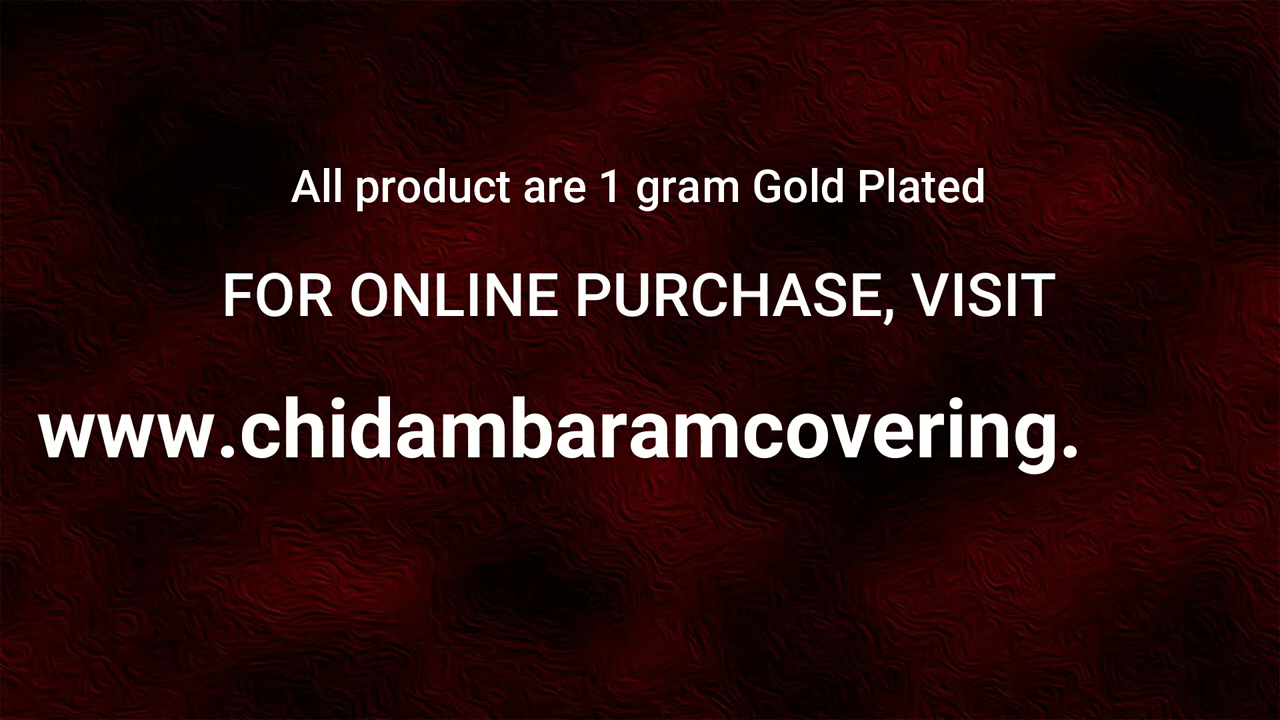 All product are 1 gram Gold Plated
FOR ONLINE PURCHASE, VISIT
www.chidambaramcovering.